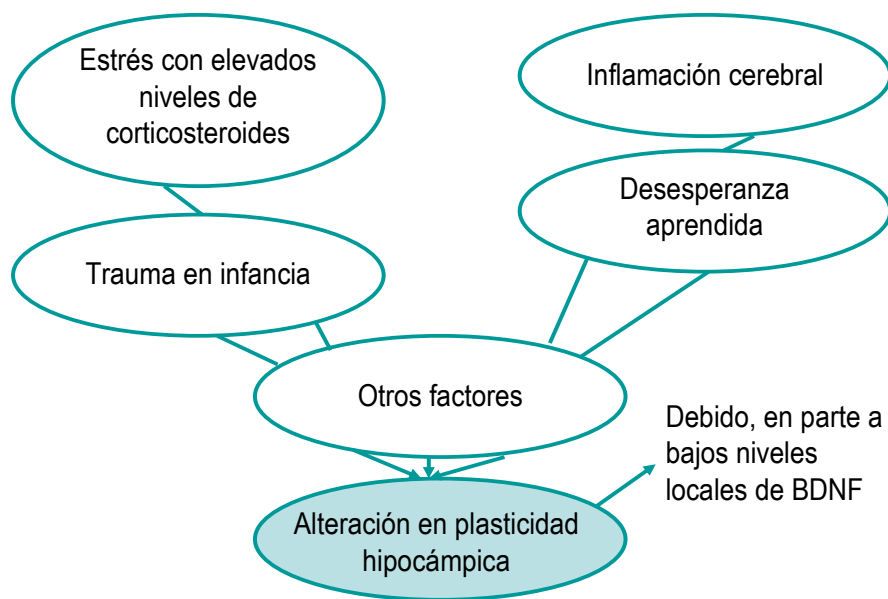 Estrés con elevados
niveles de
corticosteroides
Inflamación cerebral
Desesperanza
aprendida
Trauma en infancia
Otros factores
Debido, en parte a
bajos niveles
locales de BDNF
Alteración en plasticidad
hipocámpica